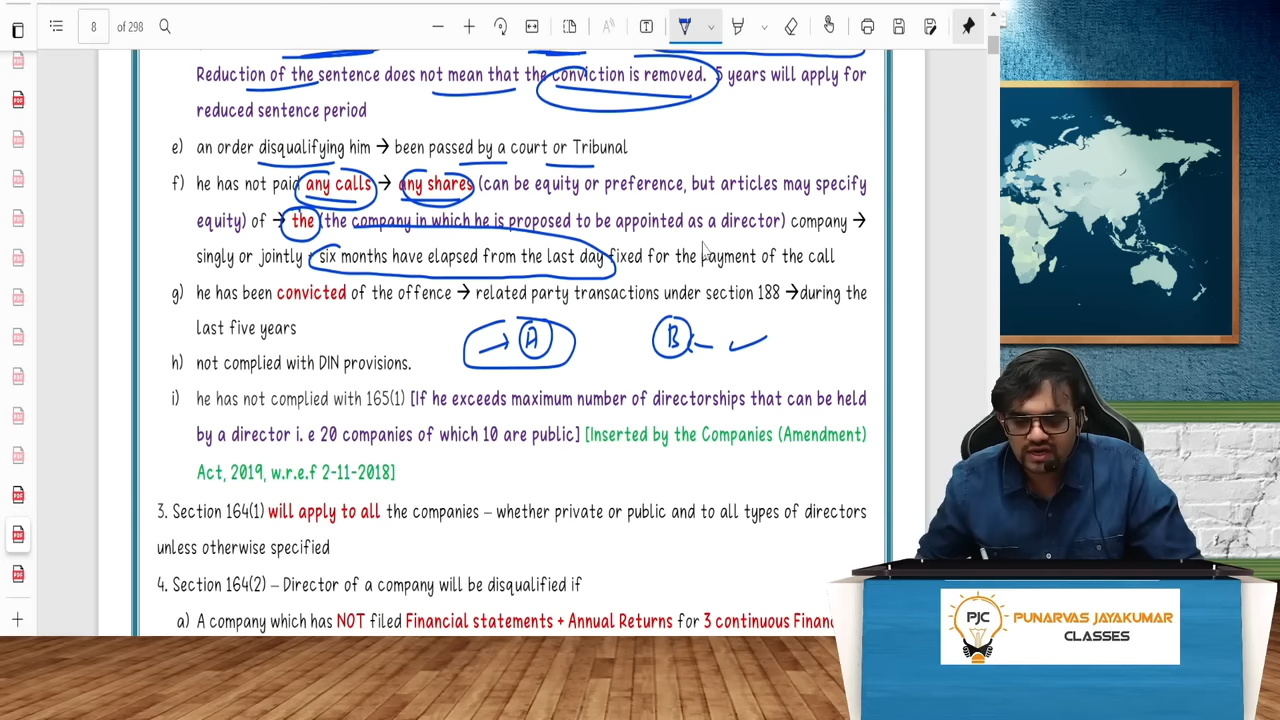 8 of 298
Reduction of the sentence does not mean that the conviction is removed. 5 years will apply for
reduced sentence period
e) an order disqualifying him → been passed by a court or Tribunal
f) he has not paid any calls → any shares (can be equity or preference, but articles may specify
equity) of → the (the company in which he is proposed to be appointed as a director) company →
singly or jointly + six months have elapsed from the last day fixed for the payment of the call
g) he has been convicted of the offence → related party transactions under section 188 →during the
last five years
→ A B ✓
h) not complied with DIN provisions.
i) he has not complied with 165(1) [If he exceeds maximum number of directorships that can be held
by a director i. e 20 companies of which 10 are public] [Inserted by the Companies (Amendment)
Act, 2019, w.r.e.f 2-11-2018]
3. Section 164(1) will apply to all the companies – whether private or public and to all types of directors
unless otherwise specified
4. Section 164(2) – Director of a company will be disqualified if
a) A company which has NOT filed Financial statements + Annual Returns for 3 continuous Financ
PJC
PUNARVAS JAYAKUMAR
CLASSES